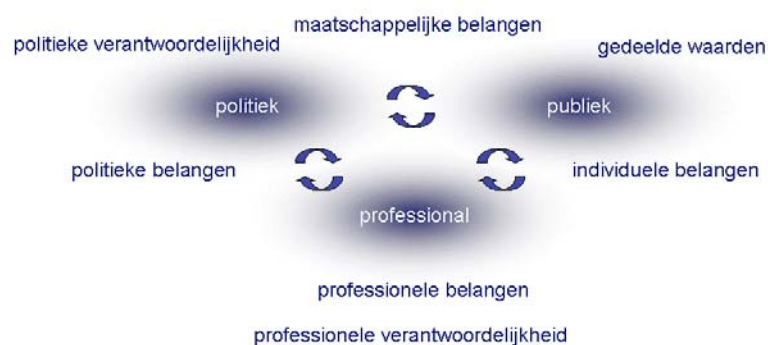 maatschappelijke belangen
politieke verantwoordelijkheid
gedeelde waarden
politiek
publiek
politieke belangen
individuele belangen
professional
professionele belangen
professionele verantwoordelijkheid